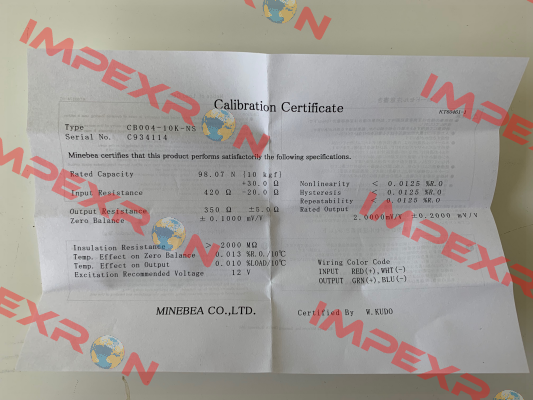 Calibration Certificate
Type CB004-10K-NS
Serial No. C934114
Minebea certifies that this product performs satisfactorily the following specifications.
Rated Capacity 98.07 N [10 kgf]
+30.0 Ω
Input Resistance 420 Ω -20.0 Ω
Output Resistance 350 Ω ±5.0 Ω
Zero Balance ± 0.1000 mV/V
Nonlinearity < 0.0125 %R.O
Hysteresis < 0.0125 %R.O
Repeatability < 0.0125 %R.O
Rated Output
2.0000mV/V ±0.2000 mV/V
Insulation Resistance > 2000 MΩ
Temp. Effect on Zero Balance 0.013 %R.O./10℃
Temp. Effect on Output 0.010 %LOAD/10℃
Excitation Recommended Voltage 12 V
Wiring Color Code
INPUT RED(+),WHT(-)
OUTPUT GRN(+),BLU(-)
MINEBEA CO.,LTD.
Certified By W.KUDO
IMPEXRON